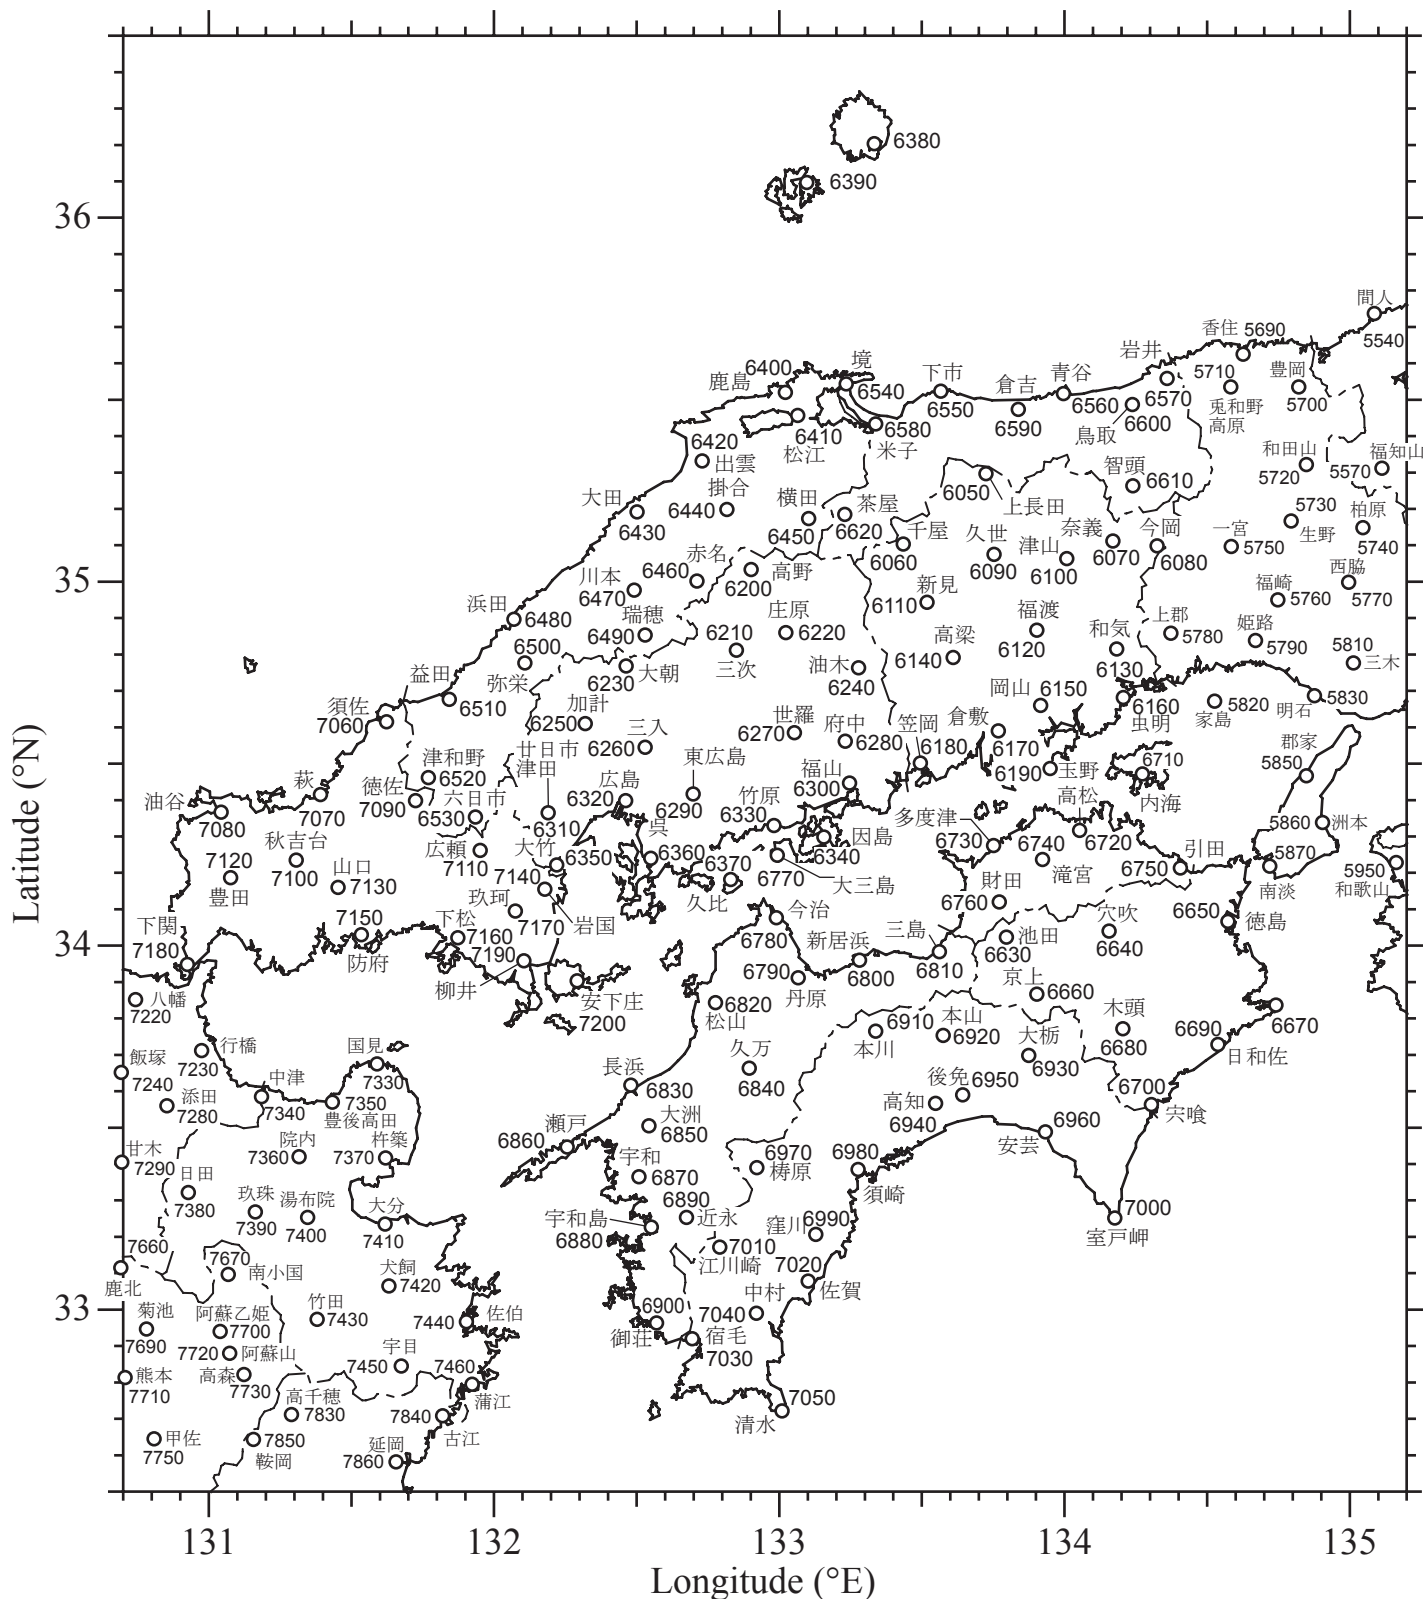 6380
6390
36
間人
5540
香住 5690
岩井
5710
豊岡
6400
境
下市
倉吉
青谷
鹿島
6540
6550
6590
6560
6570
6600
兎和野
高原
5700
鳥取
6420
6410
6580
出雲
松江
米子
和田山
福知山
5720
5570
智頭
6610
6050
上長田
掛合
大田
6440
横田
茶屋
5730
柏原
6430
6450
6620
千屋
久世
津山
奈義
今岡
一宮
生野
赤名
6060
6090
6100
6070
6080
5750
5740
35
6460
川本
高野
西脇
6470
6200
新見
福崎
浜田
瑞穂
庄原
6110
福渡
5760
5770
6480
6490
6210
6220
高梁
和気
上郡
姫路
6500
6140
6120
5780
5790
5810
三次
油木
6130
三木
益田
弥栄
大朝
6230
6240
岡山
6150
須佐
6510
加計
世羅
府中
笠岡
倉敷
6160
5820
明石
5830
7060
6250
三入
6270
虫明
家島
6260
6280
6180
6170
郡家
津和野
廿日市
津田
東広島
6190
玉野
6710
5850
萩
徳佐
6520
広島
福山
油谷
7090
六日市
6320
6300
高松
内海
7070
6530
6290
竹原
多度津
7080
6310
6330
6730
6740
6720
5860
洲本
秋吉台
呉
因島
引田
7120
広頼
大竹
6350
6360
6370
6340
6750
5870
7100
山口
7110
6770
滝宮
5950
7130
7140
南淡
和歌山
豊田
玖珂
久比
大三島
財田
岩国
6760
6650
下関
7150
下松
7170
今治
三島
穴吹
徳島
7180
7160
6780
新居浜
池田
6640
防府
7190
6630
34
6790
6800
6810
京上
八幡
柳井
安下庄
6820
丹原
6660
木頭
7220
7200
松山
6910
本山
6690
6670
行橋
国見
本川
6920
大栃
6680
日和佐
飯塚
7230
久万
6930
7240
中津
7330
長浜
後免
6950
6700
添田
6830
6840
7280
7340
7350
高知
宍喰
豊後高田
大洲
6940
6960
瀬戸
6850
安芸
院内
杵築
6860
甘木
7360
7370
宇和
6970
6980
7290
日田
6870
梼原
玖珠
湯布院
大分
6890
須崎
7380
7000
7390
7400
宇和島
近永
窪川
6990
室戸岬
7410
6880
7660
7010
7670
江川崎
7020
南小国
犬飼
鹿北
7420
佐賀
33
菊池
阿蘇乙姫
竹田
6900
中村
7700
7430
7440
佐伯
7040
7690
7720
阿蘇山
宇目
御荘
宿毛
7030
熊本
高森
7450
7460
7710
7730
高千穂
蒲江
7050
7830
7840
清水
甲佐
7850
古江
7750
鞍岡
延岡
7860
131
132
133
134
135
Longitude (°E)
Latitude (°N)